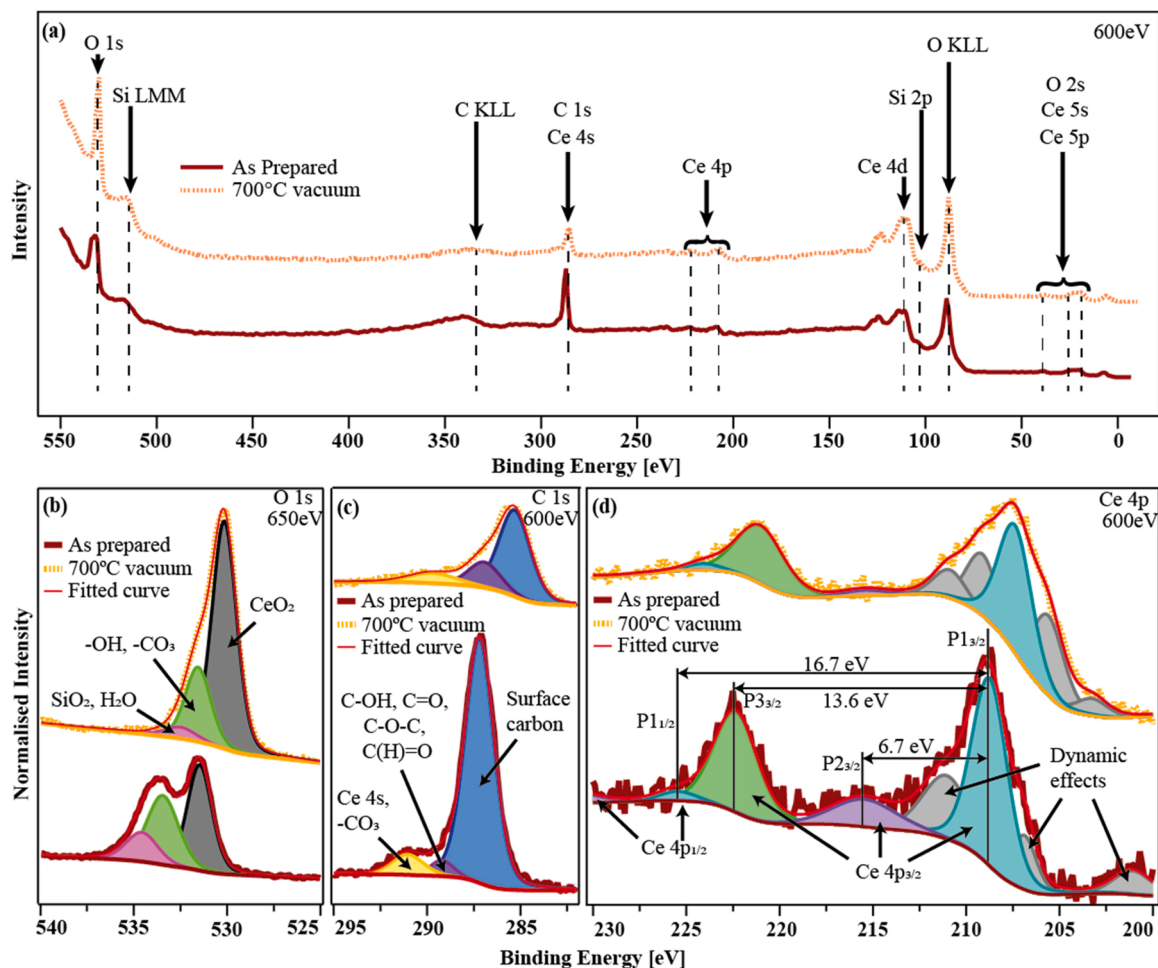 (a)
600eV
O 1s
Si LMM
C KLL
C 1s
Ce 4s
Ce 4p
Ce 4d
Si 2p
O KLL
O 2s
Ce 5s
Ce 5p
As Prepared
700°C vacuum
Intensity
550 500 450 400 350 300 250 200 150 100 50 0
Binding Energy [eV]
(b)
O 1s
650eV
As prepared
700ºC vacuum
Fitted curve
CeO₂
-OH, -CO₃
SiO₂, H₂O
Normalised Intensity
540 535 530 525
(c)
C 1s
600eV
As prepared
700ºC vacuum
Fitted curve
C-OH, C=O,
C-O-C,
C(H)=O
Surface
carbon
Ce 4s,
-CO₃
295 290 285
(d)
Ce 4p
600eV
As prepared
700ºC vacuum
Fitted curve
16.7 eV
P1₃/₂
13.6 eV
P1₁/₂
P3₃/₂
6.7 eV
P2₃/₂
Dynamic
effects
Ce 4p₁/₂
Ce 4p₃/₂
230 225 220 215 210 205 200
Binding Energy [eV]